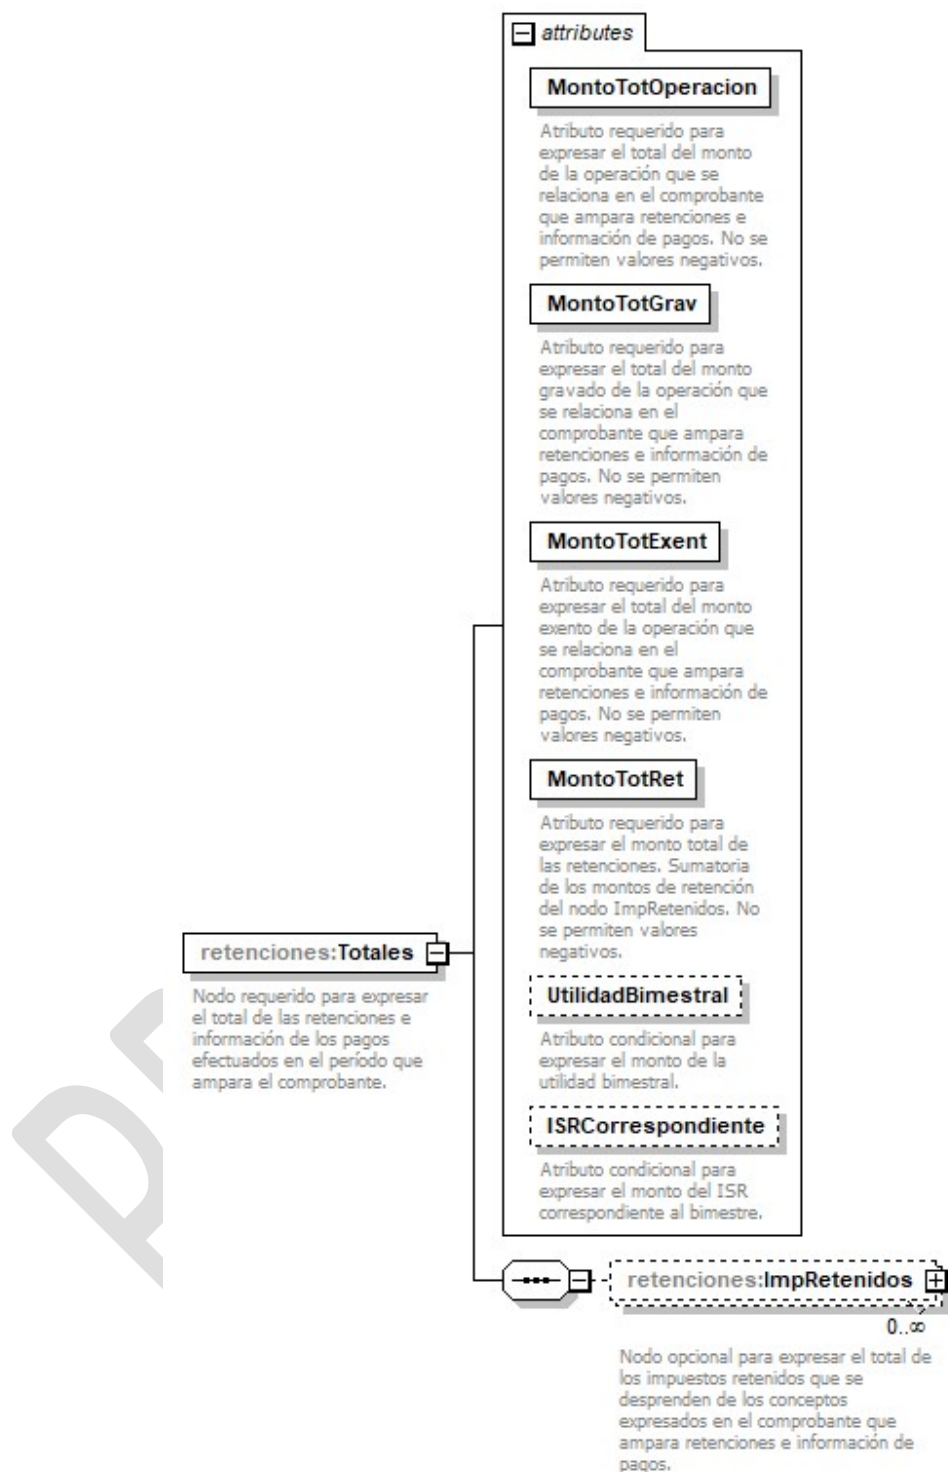 attributes
MontoTotOperacion
Atributo requerido para
expresar el total del monto
de la operación que se
relaciona en el comprobante
que ampara retenciones e
información de pagos. No se
permiten valores negativos.
MontoTotGrav
Atributo requerido para
expresar el total del monto
gravado de la operación que
se relaciona en el
comprobante que ampara
retenciones e información de
pagos. No se permiten
valores negativos.
MontoTotExent
Atributo requerido para
expresar el total del monto
exento de la operación que
se relaciona en el
comprobante que ampara
retenciones e información de
pagos. No se permiten
valores negativos.
MontoTotRet
Atributo requerido para
expresar el monto total de
las retenciones. Sumatoria
de los montos de retención
del nodo ImpRetenidos. No
se permiten valores
negativos.
retenciones:Totales
Nodo requerido para expresar
el total de las retenciones e
información de los pagos
efectuados en el período que
ampara el comprobante.
UtilidadBimestral
Atributo condicional para
expresar el monto de la
utilidad bimestral.
ISRCorrespondiente
Atributo condicional para
expresar el monto del ISR
correspondiente al bimestre.
retenciones:ImpRetenidos
0..∞
Nodo opcional para expresar el total de
los impuestos retenidos que se
desprenden de los conceptos
expresados en el comprobante que
ampara retenciones e información de
pagos.